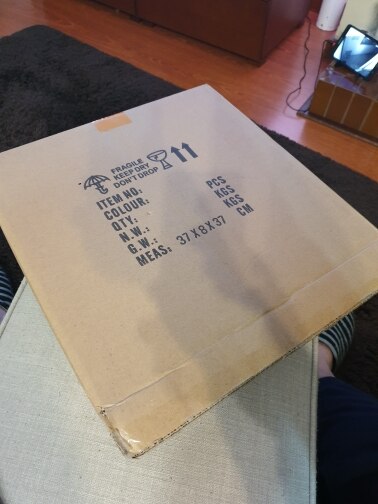 FRAGILE
KEEP DRY
DON'T DROP
ITEM NO:
COLOUR:
QTY: PCS
N.W.: KGS
G.W.: KGS
MEAS: 37X8X37 CM